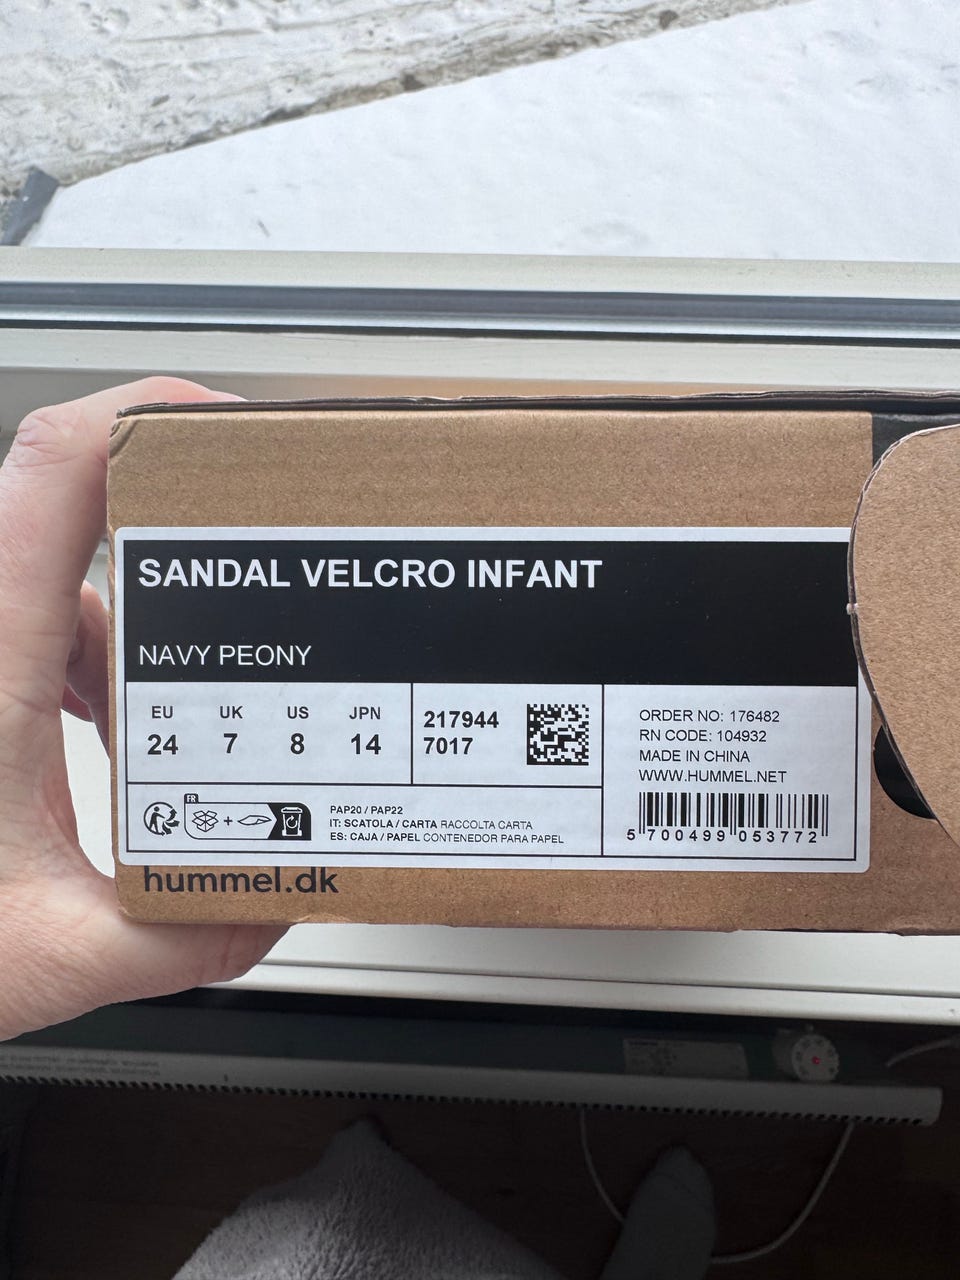 SANDAL VELCRO INFANT
NAVY PEONY
EU UK US JPN
24 7 8 14
217944
7017
ORDER NO: 176482
RN CODE: 104932
MADE IN CHINA
WWW.HUMMEL.NET
5 700499 053772
FR
+
PAP20 / PAP22
IT: SCATOLA / CARTA RACCOLTA CARTA
ES: CAJA / PAPEL CONTENEDOR PARA PAPEL
hummel.dk